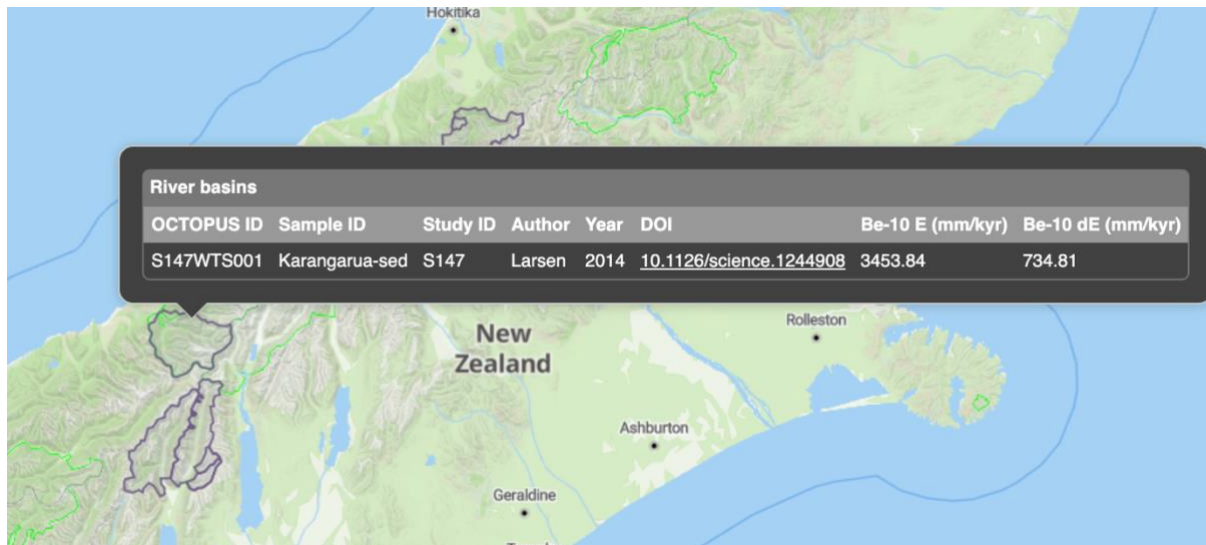 Hokitika
River basins
OCTOPUS ID Sample ID Study ID Author Year DOI Be-10 E (mm/kyr) Be-10 dE (mm/kyr)
S147WTS001 Karangarua-sed S147 Larsen 2014 10.1126/science.1244908 3453.84 734.81
Rolleston
New
Zealand
Ashburton
Geraldine